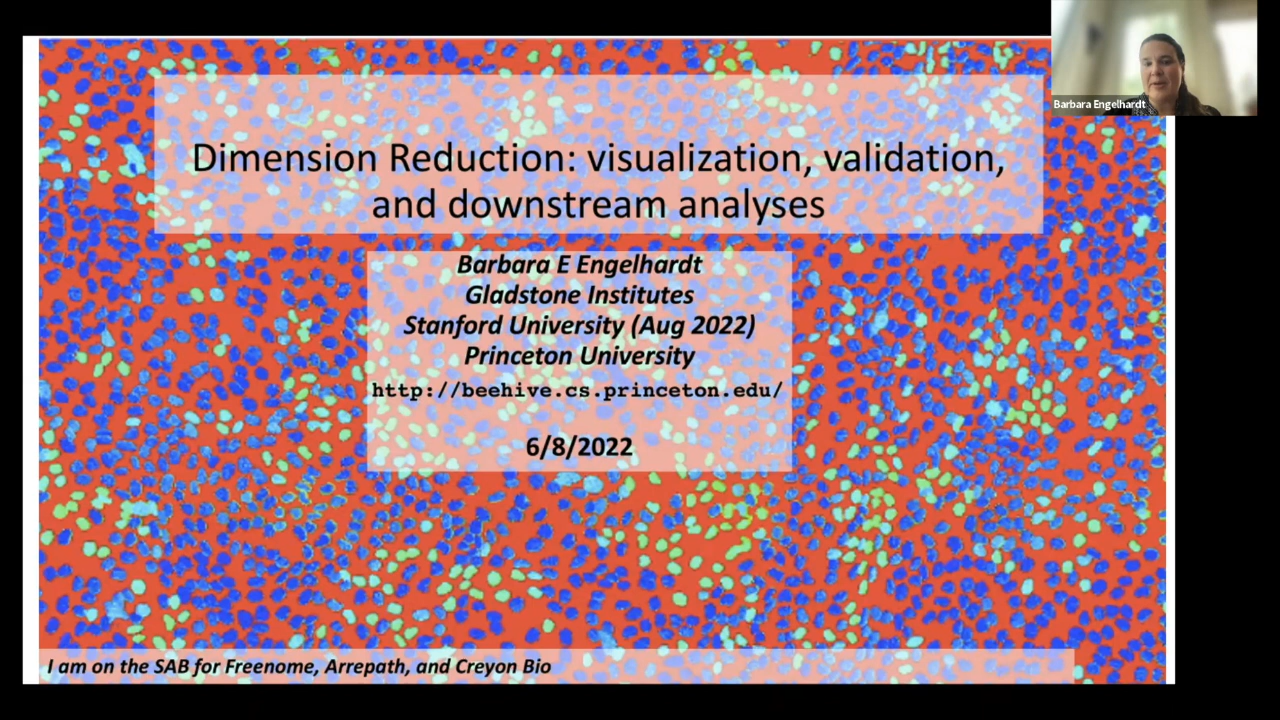 Dimension Reduction: visualization, validation,
and downstream analyses
Barbara E Engelhardt
Gladstone Institutes
Stanford University (Aug 2022)
Princeton University
http://beehive.cs.princeton.edu/
6/8/2022
I am on the SAB for Freenome, Arrepath, and Creyon Bio
Barbara Engelhardt